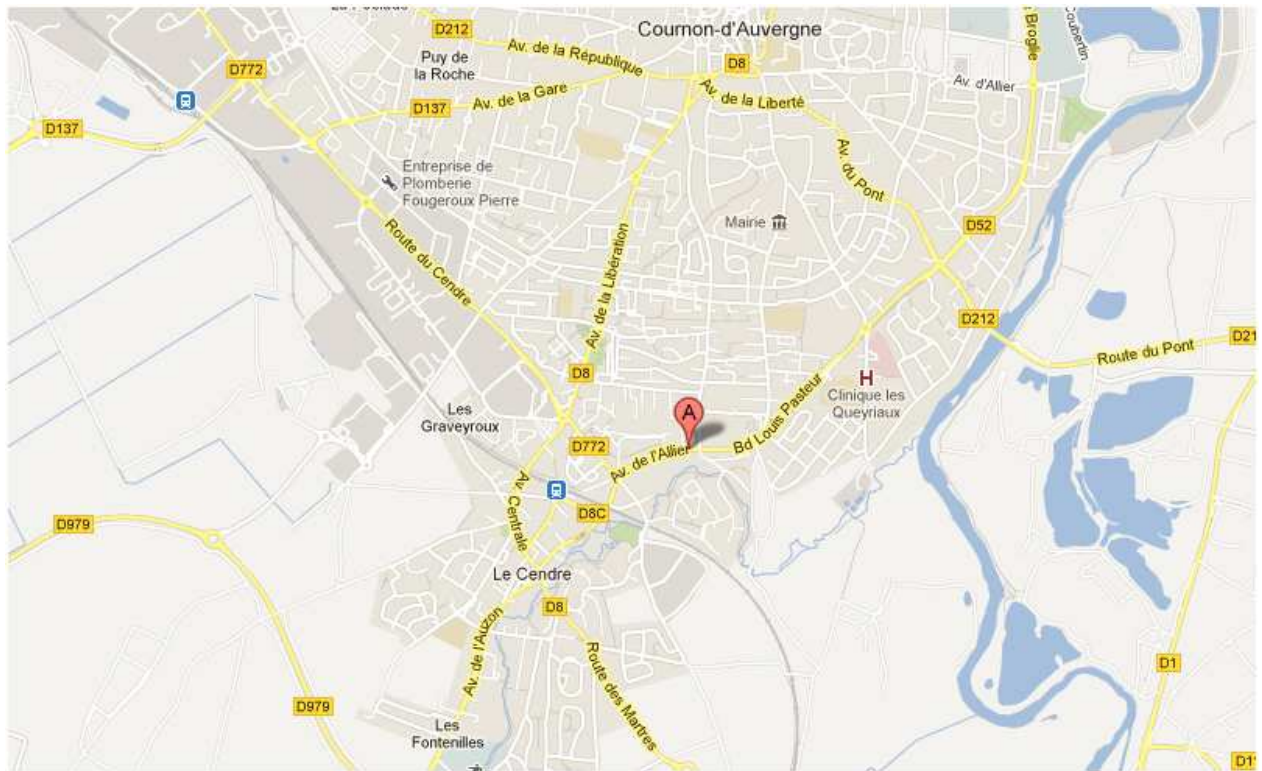 D212
Cournon-d'Auvergne
Broglie
Coubertin
Av. de la République
Puy de
la Roche
D8
D772
Av. de la Gare
Av. d'Allier
D137
Av. de la Liberté
D137
Av. du Pont
Entreprise de
Plomberie
Fougeroux Pierre
Mairie
D52
Route du Cendre
Av. de la Libération
D212
D21
Route du Pont
D8
H
Clinique les
Queyriaux
Les
Graveyroux
A
Bd Louis Pasteur
D772
Av. de l'Allier
Av. Centrale
D8C
D979
Le Cendre
D8
Av. de l'Auzon
Route des Martres
D1
D979
Les
Fontenilles
D1